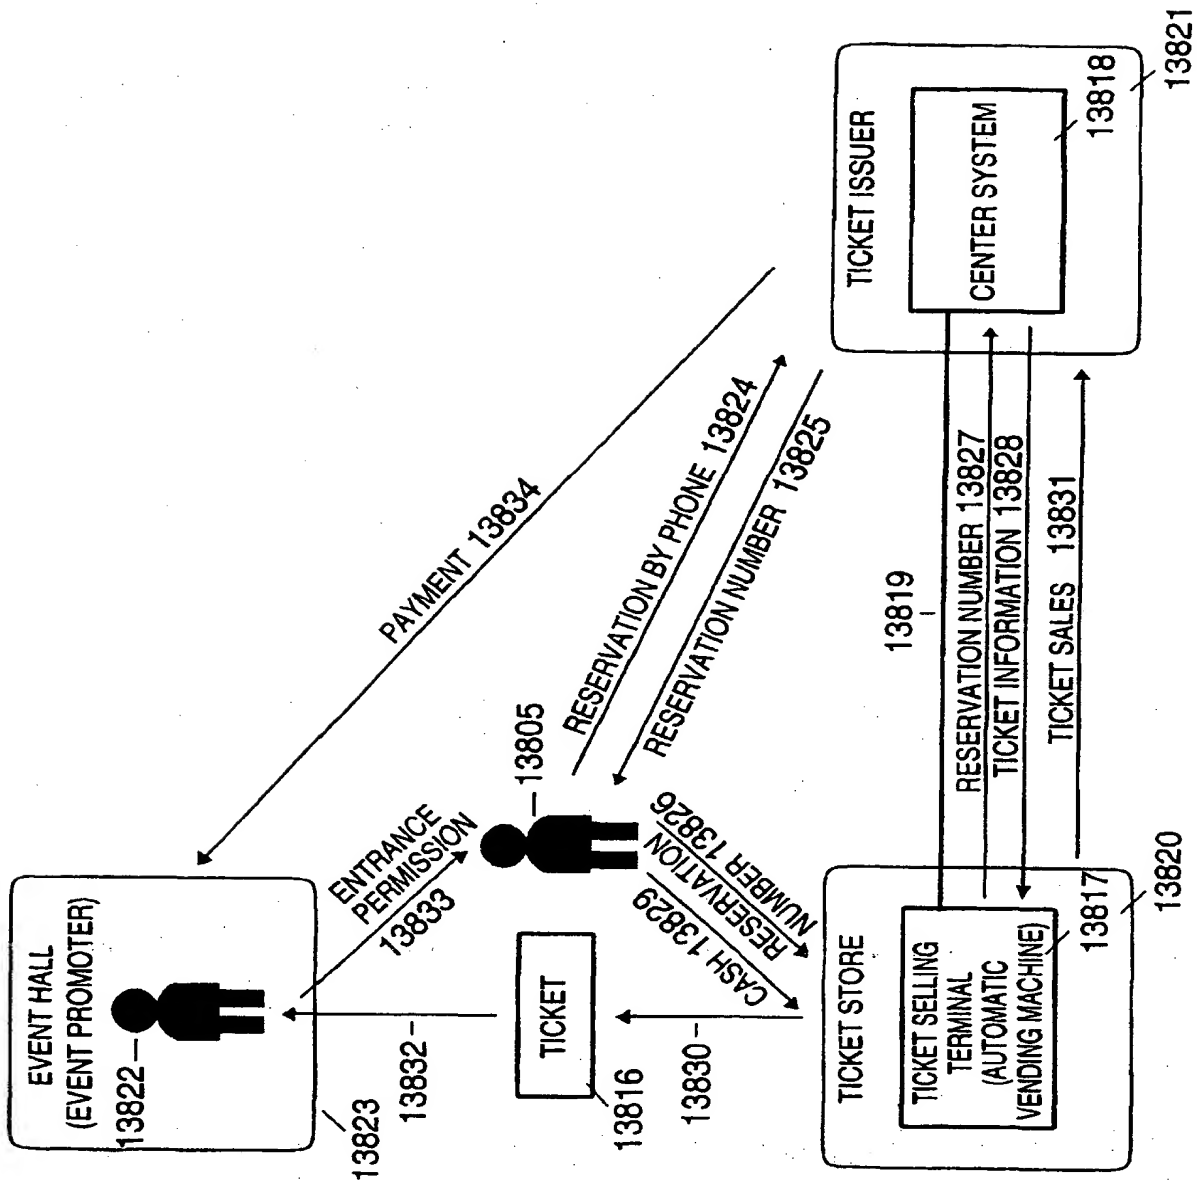 EVENT HALL
(EVENT PROMOTER)
13822
13823
ENTRANCE
PERMISSION
13833
13832
PAYMENT 13834
13805
RESERVATION BY PHONE 13824
RESERVATION NUMBER 13825
TICKET
13816
13830
CASH 13829
RESERVATION
NUMBER 13826
TICKET STORE
TICKET SELLING
TERMINAL
(AUTOMATIC
VENDING MACHINE)
13817
13820
13819
RESERVATION NUMBER 13827
TICKET INFORMATION 13828
TICKET SALES 13831
TICKET ISSUER
CENTER SYSTEM
13818
13821